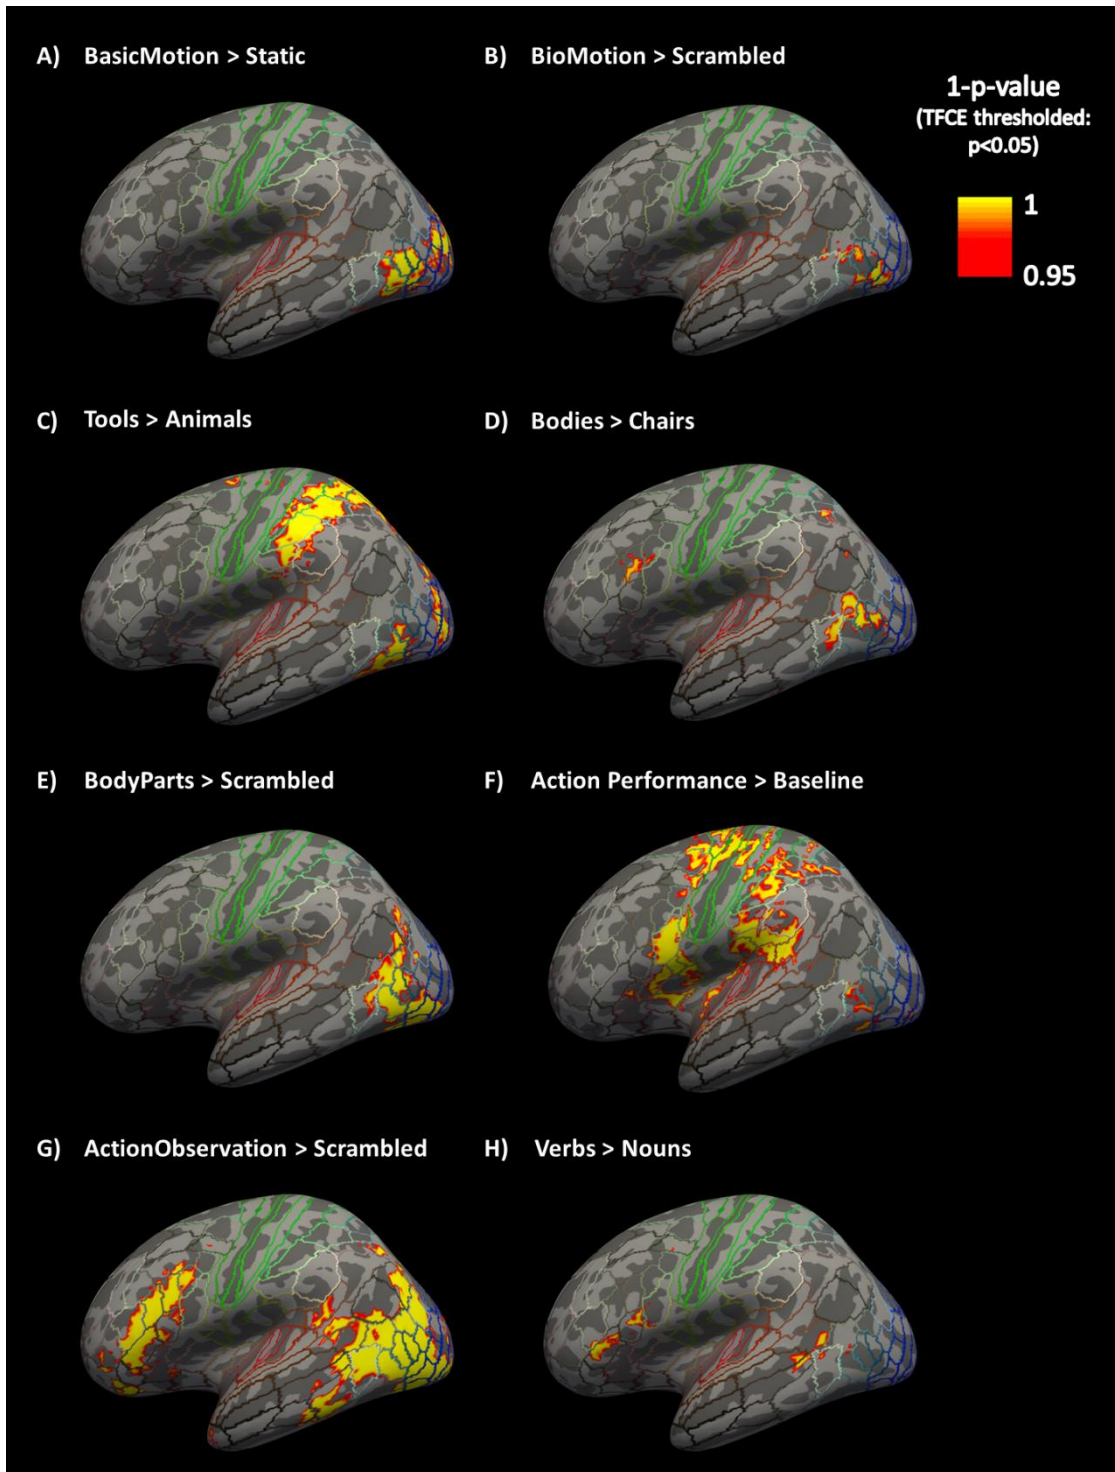 A) BasicMotion > Static
B) BioMotion > Scrambled
1-p-value
(TFCE thresholded:
p<0.05)
1
0.95
C) Tools > Animals
D) Bodies > Chairs
E) BodyParts > Scrambled
F) Action Performance > Baseline
G) ActionObservation > Scrambled
H) Verbs > Nouns